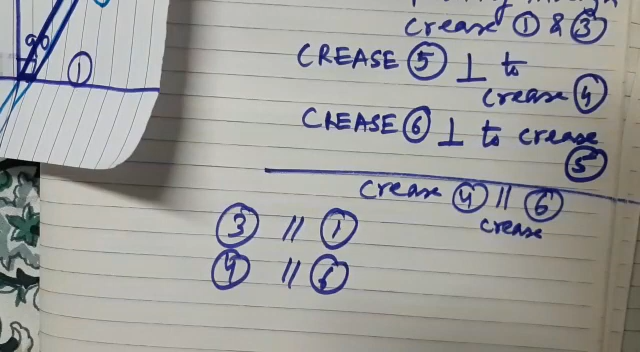 crease ① & ③
CREASE ⑤ ⊥ to
crease ④
CREASE ⑥ ⊥ to crease
⑤
crease ④ // ⑥
crease
③ // ①
④ //
90
①